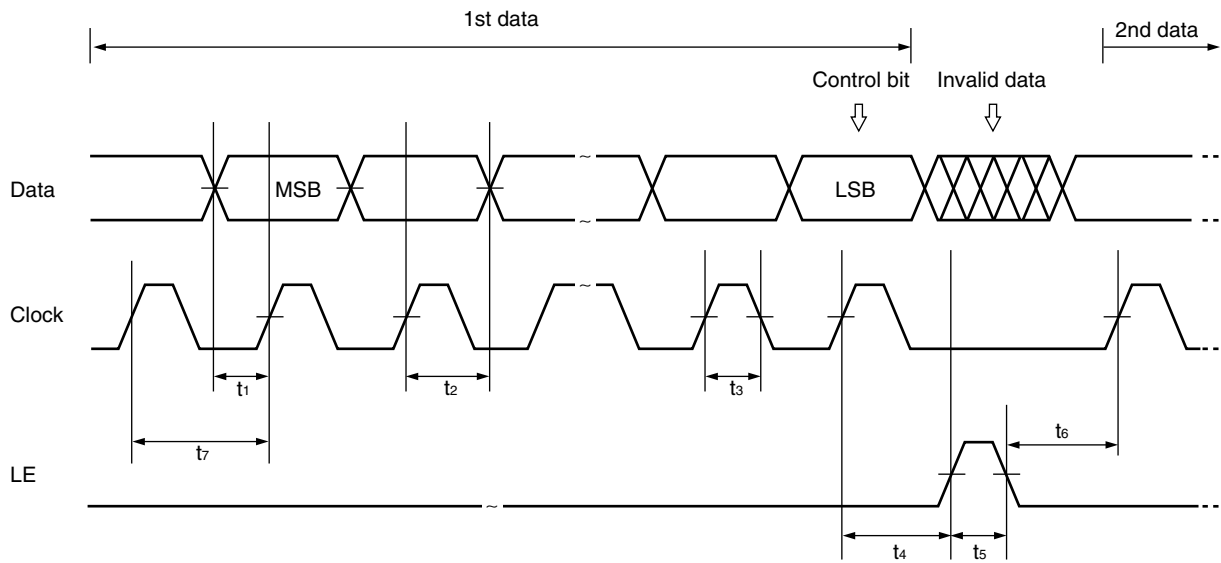 1st data
2nd data
Control bit
Invalid data
Data
MSB
LSB
Clock
t1
t2
t3
t7
t6
LE
t4
t5